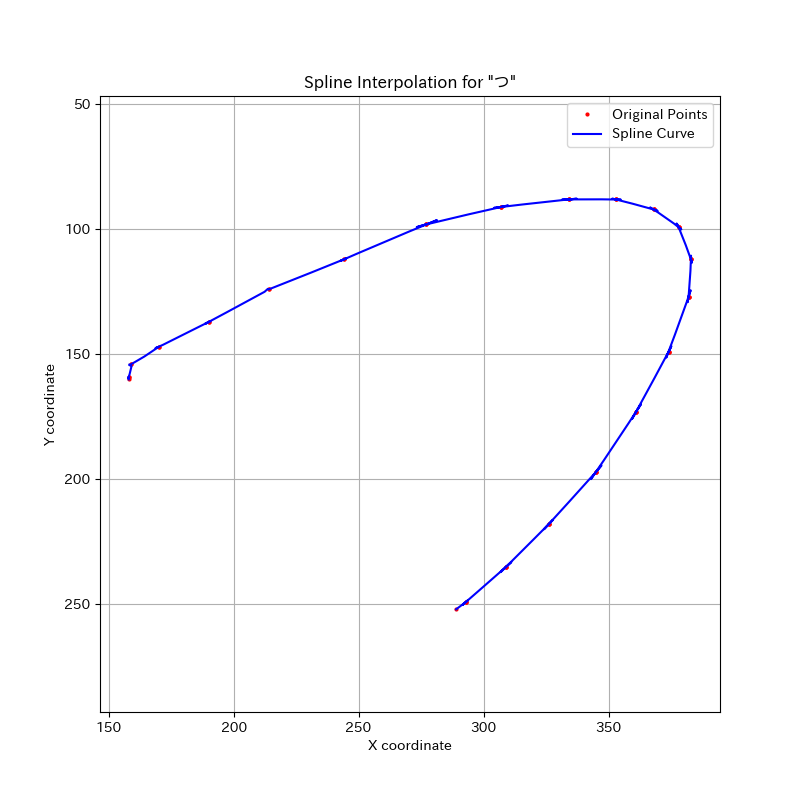 Spline Interpolation for "つ"
Original Points
Spline Curve
50
100
150
200
250
Y coordinate
150
200
250
300
350
X coordinate